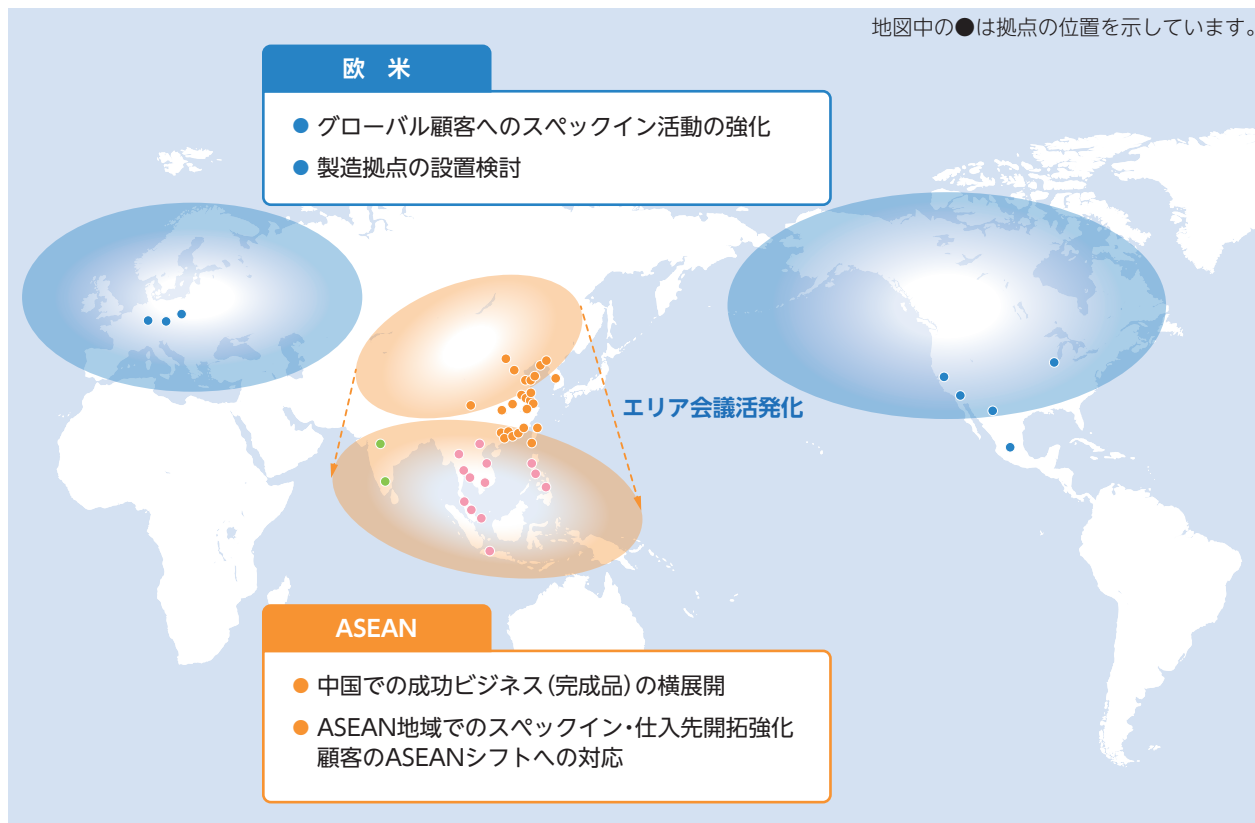 地図中の●は拠点の位置を示しています。
欧　米
● グローバル顧客へのスペックイン活動の強化
● 製造拠点の設置検討
エリア会議活発化
ASEAN
● 中国での成功ビジネス（完成品）の横展開
● ASEAN地域でのスペックイン・仕入先開拓強化
顧客のASEANシフトへの対応